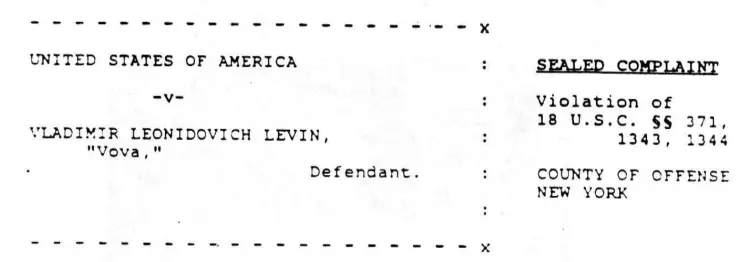 - - - - - - - - - - - - - - - - - - - - - - x
UNITED STATES OF AMERICA : SEALED COMPLAINT
-v- : Violation of
18 U.S.C. §§ 371,
VLADIMIR LEONIDOVICH LEVIN, : 1343, 1344
"Vova,"
Defendant. : COUNTY OF OFFENSE
NEW YORK
:
- - - - - - - - - - - - - - - - - - - - - - x